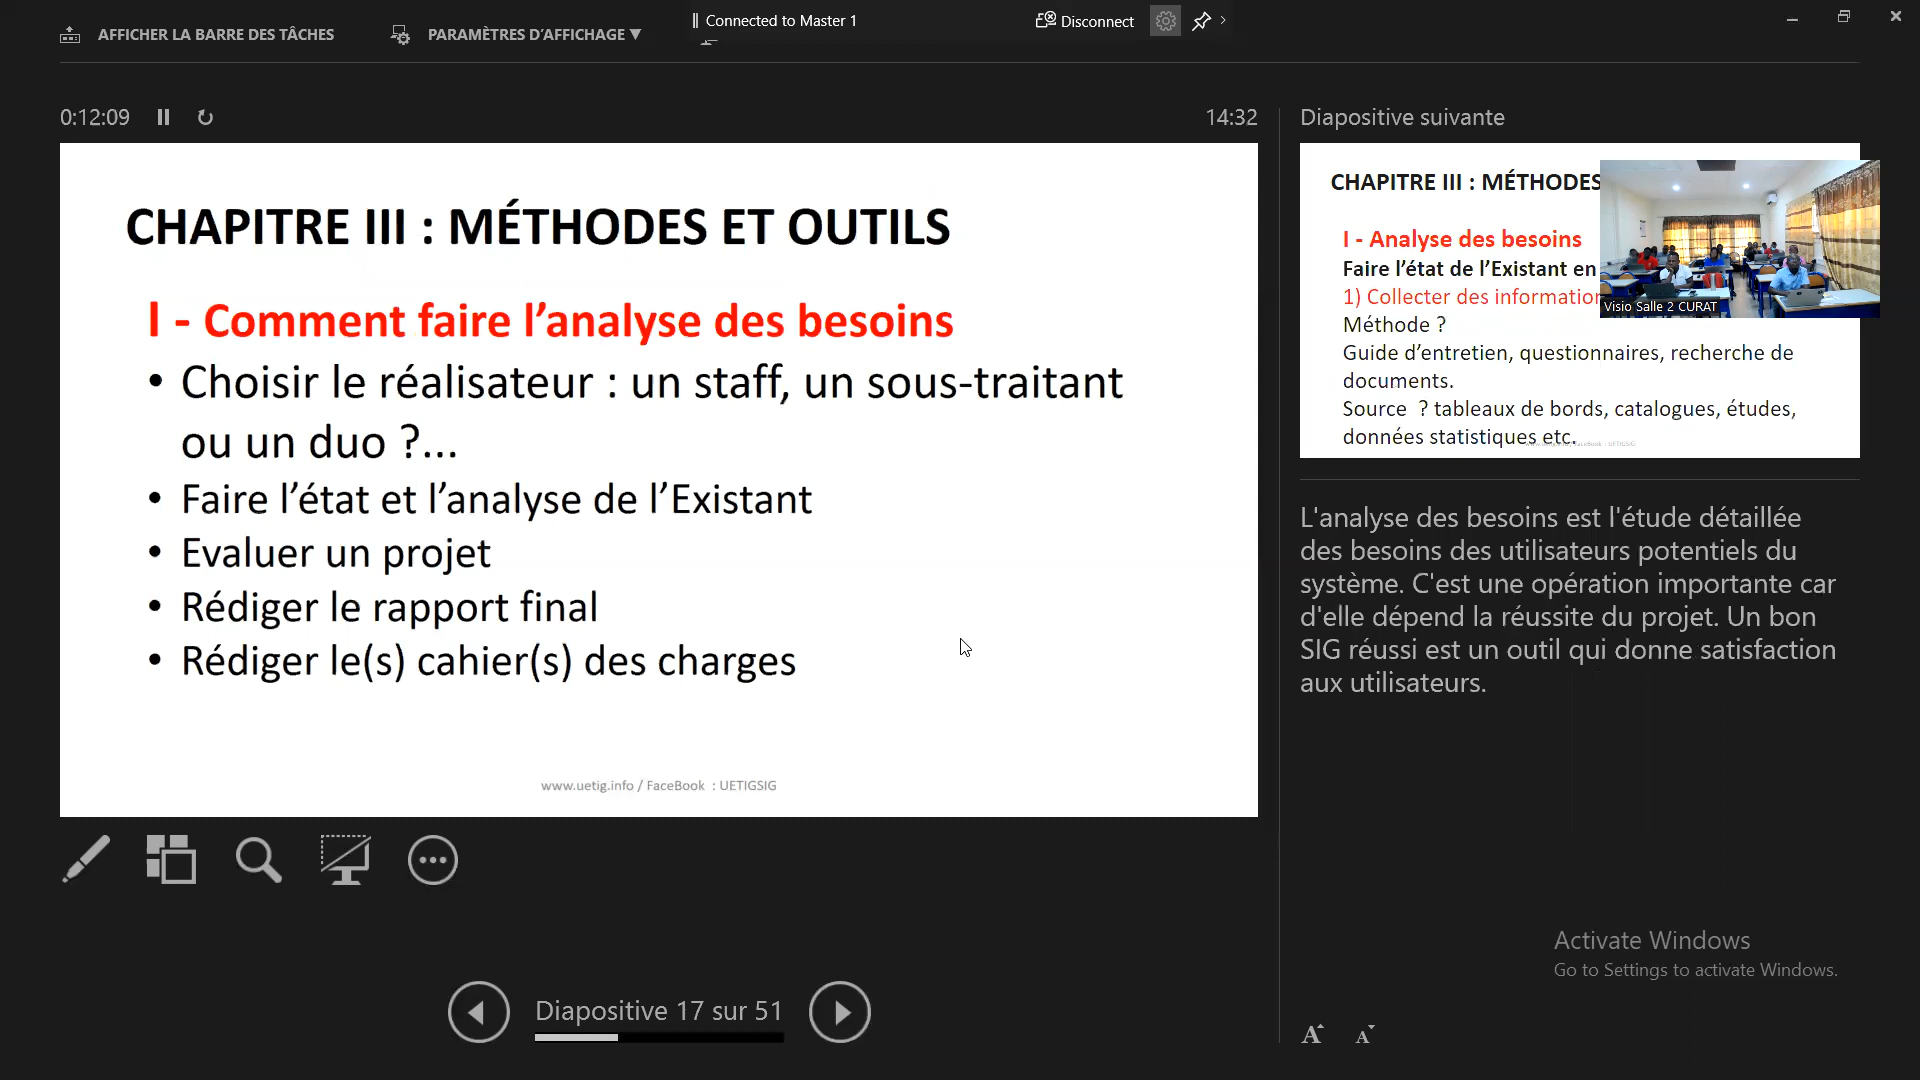 AFFICHER LA BARRE DES TÂCHES
PARAMÈTRES D'AFFICHAGE ▼
Connected to Master 1
Disconnect
0:12:09
14:32
CHAPITRE III : MÉTHODES ET OUTILS
I - Comment faire l’analyse des besoins
• Choisir le réalisateur : un staff, un sous-traitant
ou un duo ?...
• Faire l’état et l’analyse de l’Existant
• Evaluer un projet
• Rédiger le rapport final
• Rédiger le(s) cahier(s) des charges
www.uetig.info / FaceBook : UETIGSIG
Diapositive 17 sur 51
Diapositive suivante
CHAPITRE III : MÉTHODES
I - Analyse des besoins
Faire l’état de l’Existant en
1) Collecter des information
Méthode ?
Guide d’entretien, questionnaires, recherche de
documents.
Source ? tableaux de bords, catalogues, études,
données statistiques etc.
Visio Salle 2 CURAT
L'analyse des besoins est l'étude détaillée
des besoins des utilisateurs potentiels du
système. C'est une opération importante car
d'elle dépend la réussite du projet. Un bon
SIG réussi est un outil qui donne satisfaction
aux utilisateurs.
Activate Windows
Go to Settings to activate Windows.
A A